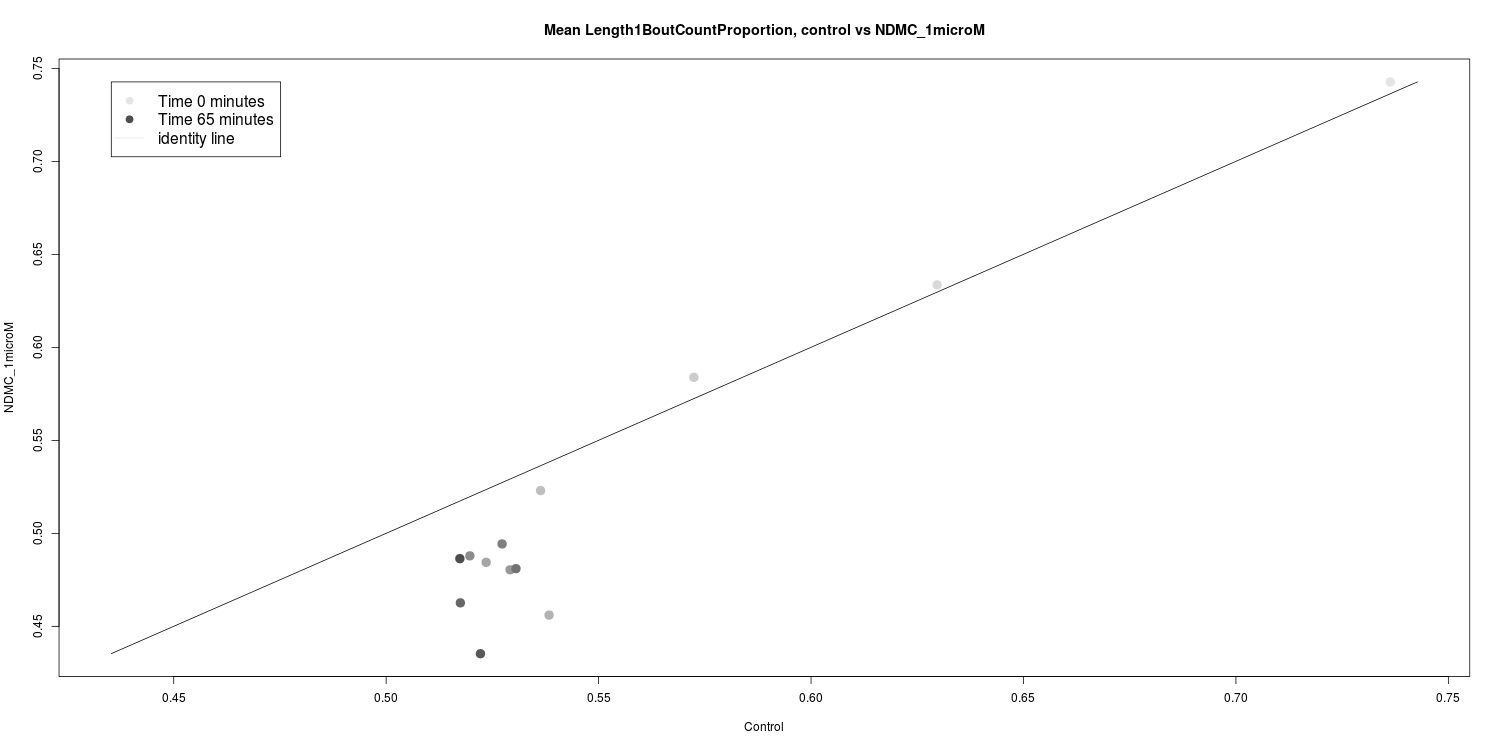 Mean Length1BoutCountProportion, control vs NDMC_1microM
Time 0 minutes
Time 65 minutes
identity line
NDMC_1microM
0.75
0.70
0.65
0.60
0.55
0.50
0.45
0.45 0.50 0.55 0.60 0.65 0.70 0.75
Control